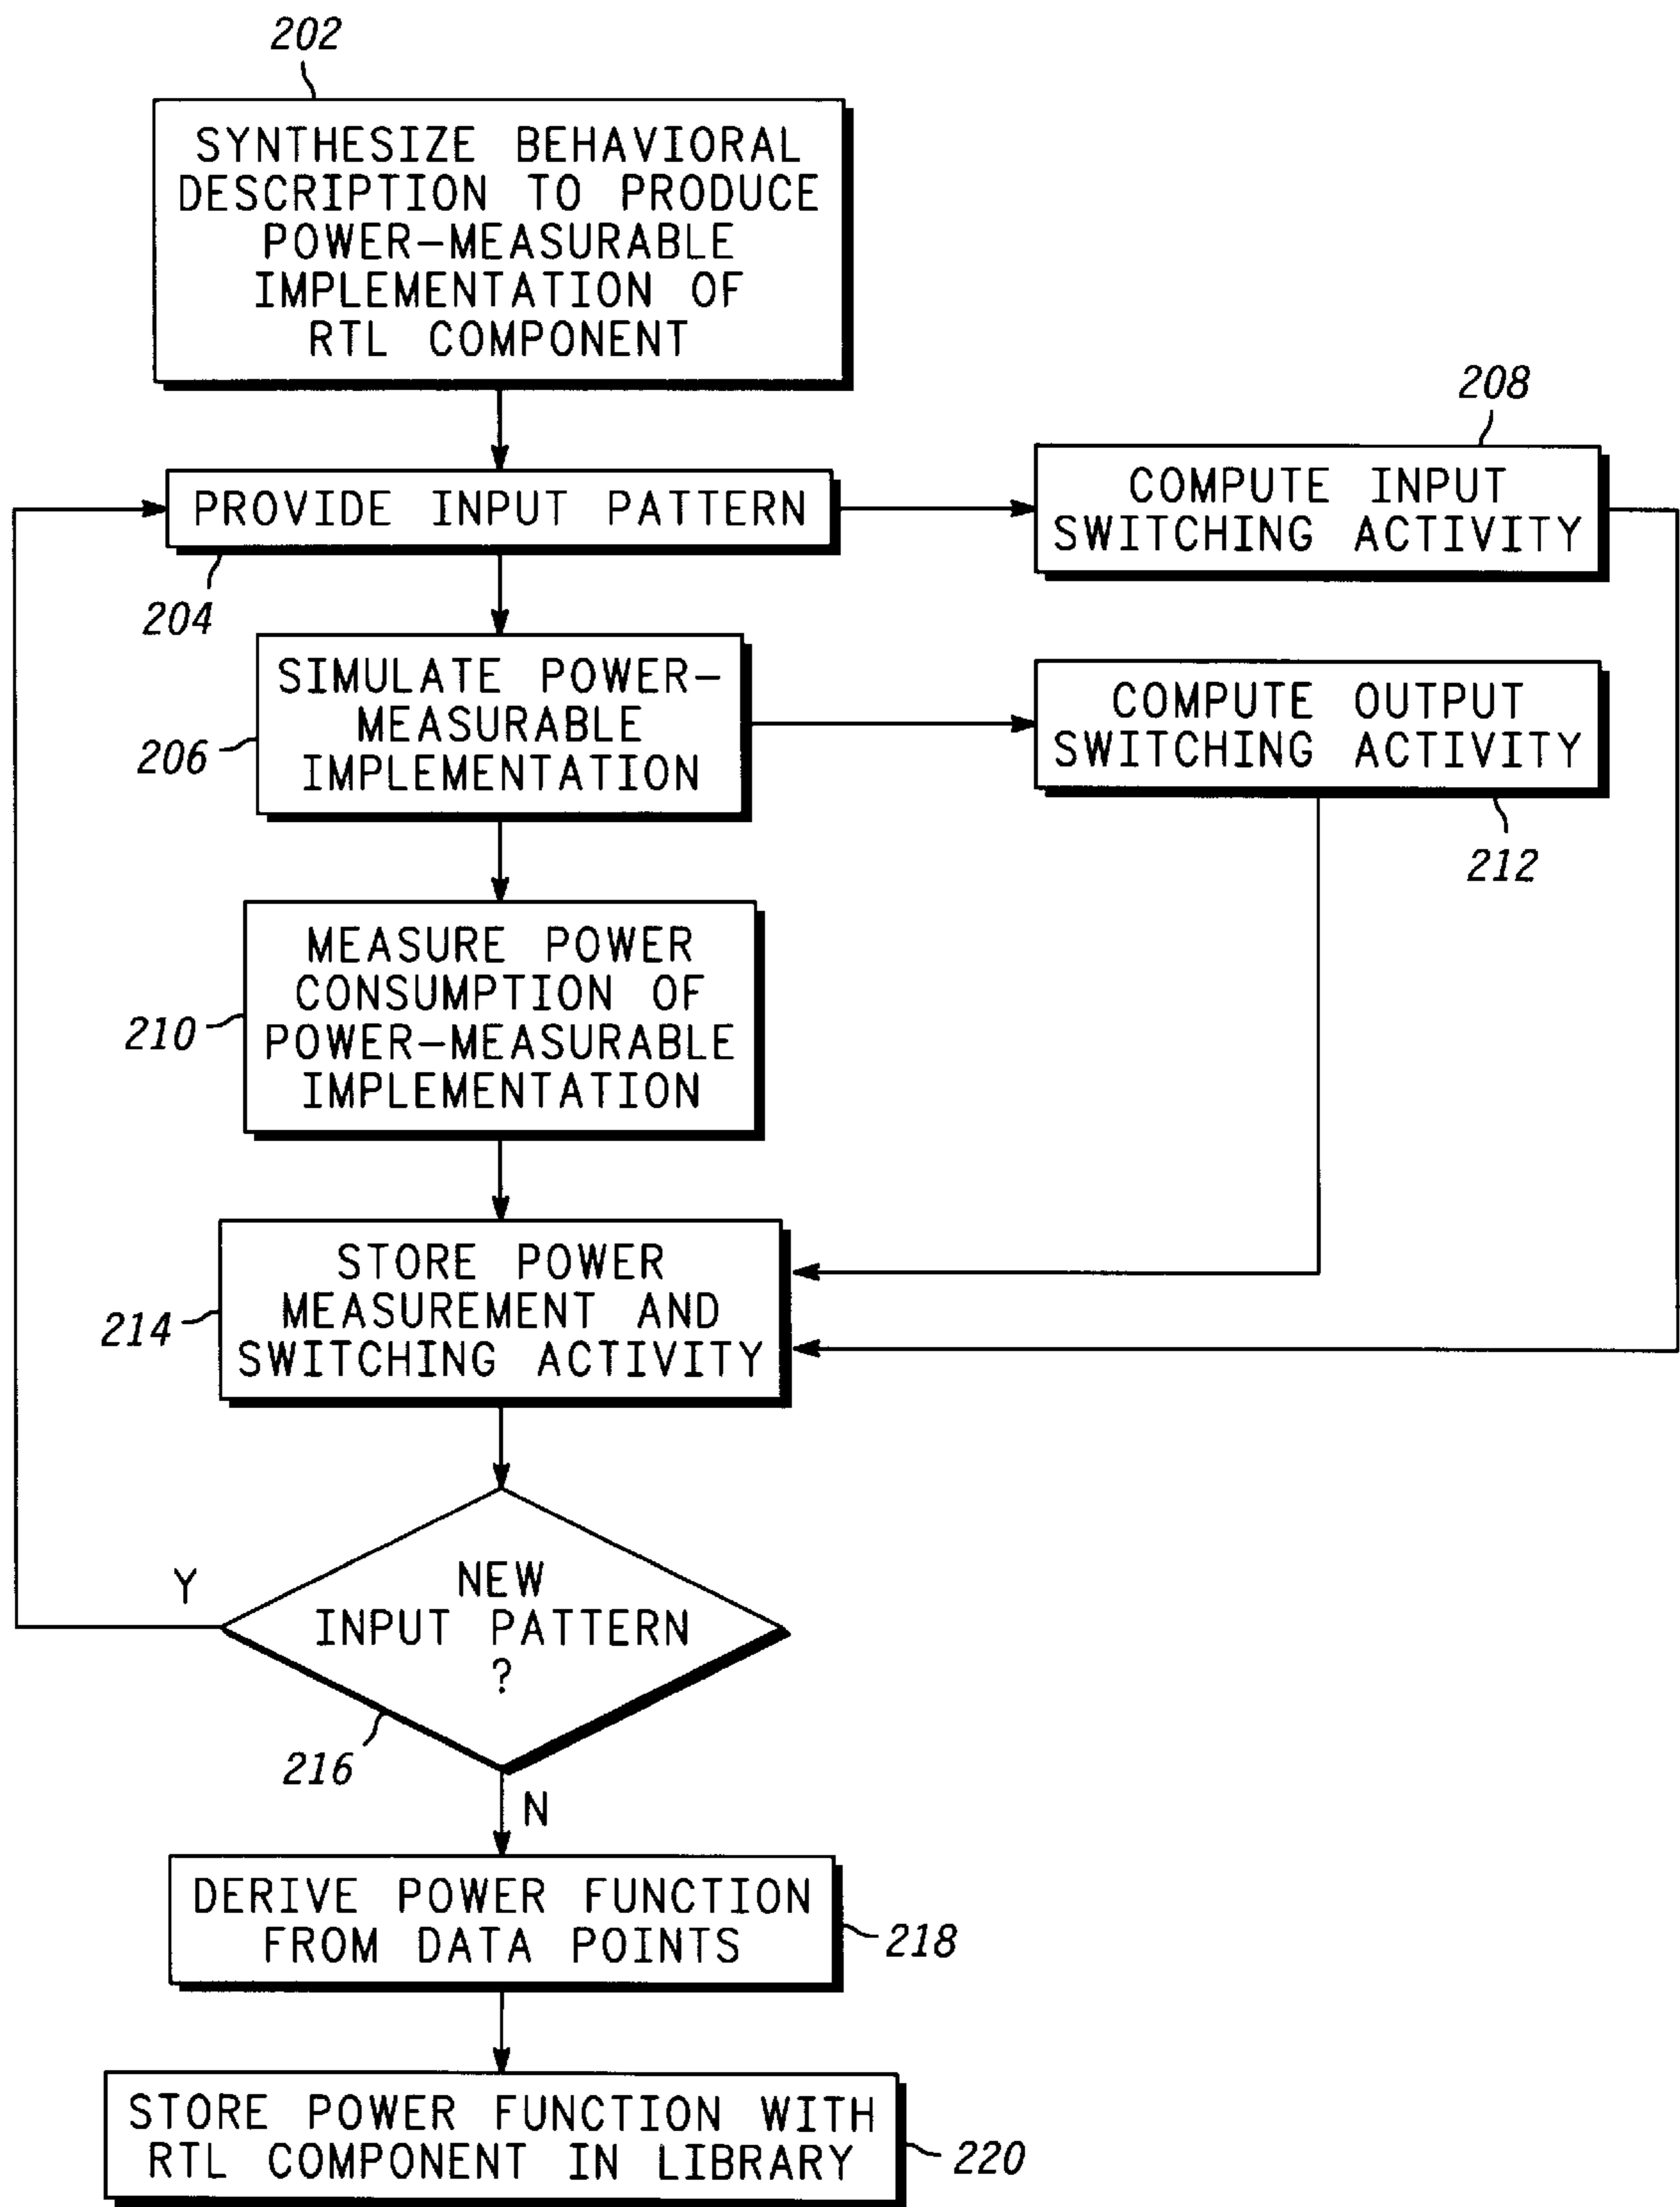 202
SYNTHESIZE BEHAVIORAL
DESCRIPTION TO PRODUCE
POWER-MEASURABLE
IMPLEMENTATION OF
RTL COMPONENT
PROVIDE INPUT PATTERN
204
208
COMPUTE INPUT
SWITCHING ACTIVITY
SIMULATE POWER-
MEASURABLE
IMPLEMENTATION
206
COMPUTE OUTPUT
SWITCHING ACTIVITY
212
MEASURE POWER
CONSUMPTION OF
POWER-MEASURABLE
IMPLEMENTATION
210
STORE POWER
MEASUREMENT AND
SWITCHING ACTIVITY
214
NEW
INPUT PATTERN
?
Y
216
N
DERIVE POWER FUNCTION
FROM DATA POINTS
218
STORE POWER FUNCTION WITH
RTL COMPONENT IN LIBRARY
220